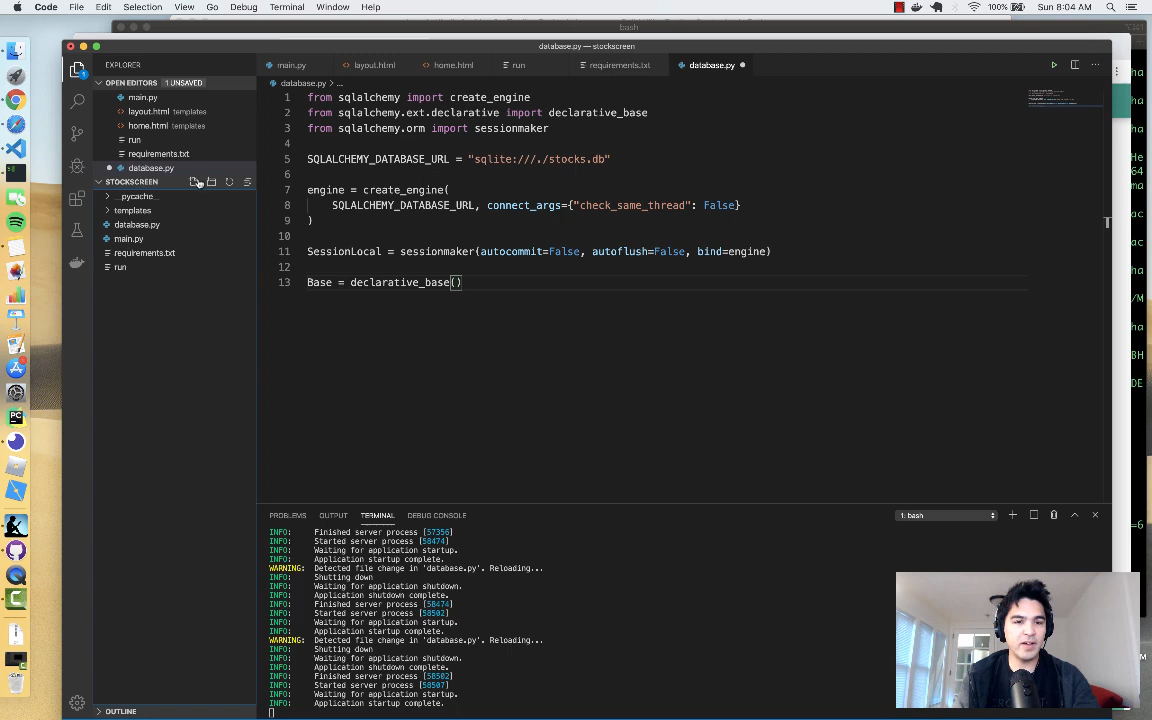 Code File Edit Selection View Go Debug Terminal Window Help 100% Sun 8:04 AM
bash
database.py — stockscreen
EXPLORER
OPEN EDITORS 1 UNSAVED
main.py
layout.html templates
home.html templates
run
requirements.txt
database.py
STOCKSCREEN
__pycache__
templates
database.py
main.py
requirements.txt
run
OUTLINE
main.py layout.html home.html run requirements.txt database.py
database.py > ...
1 from sqlalchemy import create_engine
2 from sqlalchemy.ext.declarative import declarative_base
3 from sqlalchemy.orm import sessionmaker
4
5 SQLALCHEMY_DATABASE_URL = "sqlite:///./stocks.db"
6
7 engine = create_engine(
8 SQLALCHEMY_DATABASE_URL, connect_args={"check_same_thread": False}
9 )
10
11 SessionLocal = sessionmaker(autocommit=False, autoflush=False, bind=engine)
12
13 Base = declarative_base()
PROBLEMS OUTPUT TERMINAL DEBUG CONSOLE 1: bash
INFO: Finished server process [57356]
INFO: Started server process [58474]
INFO: Waiting for application startup.
INFO: Application startup complete.
WARNING: Detected file change in 'database.py'. Reloading...
INFO: Shutting down
INFO: Waiting for application shutdown.
INFO: Application shutdown complete.
INFO: Finished server process [58474]
INFO: Started server process [58502]
INFO: Waiting for application startup.
INFO: Application startup complete.
WARNING: Detected file change in 'database.py'. Reloading...
INFO: Shutting down
INFO: Waiting for application shutdown.
INFO: Application shutdown complete.
INFO: Finished server process [58502]
INFO: Started server process [58507]
INFO: Waiting for application startup.
INFO: Application startup complete.